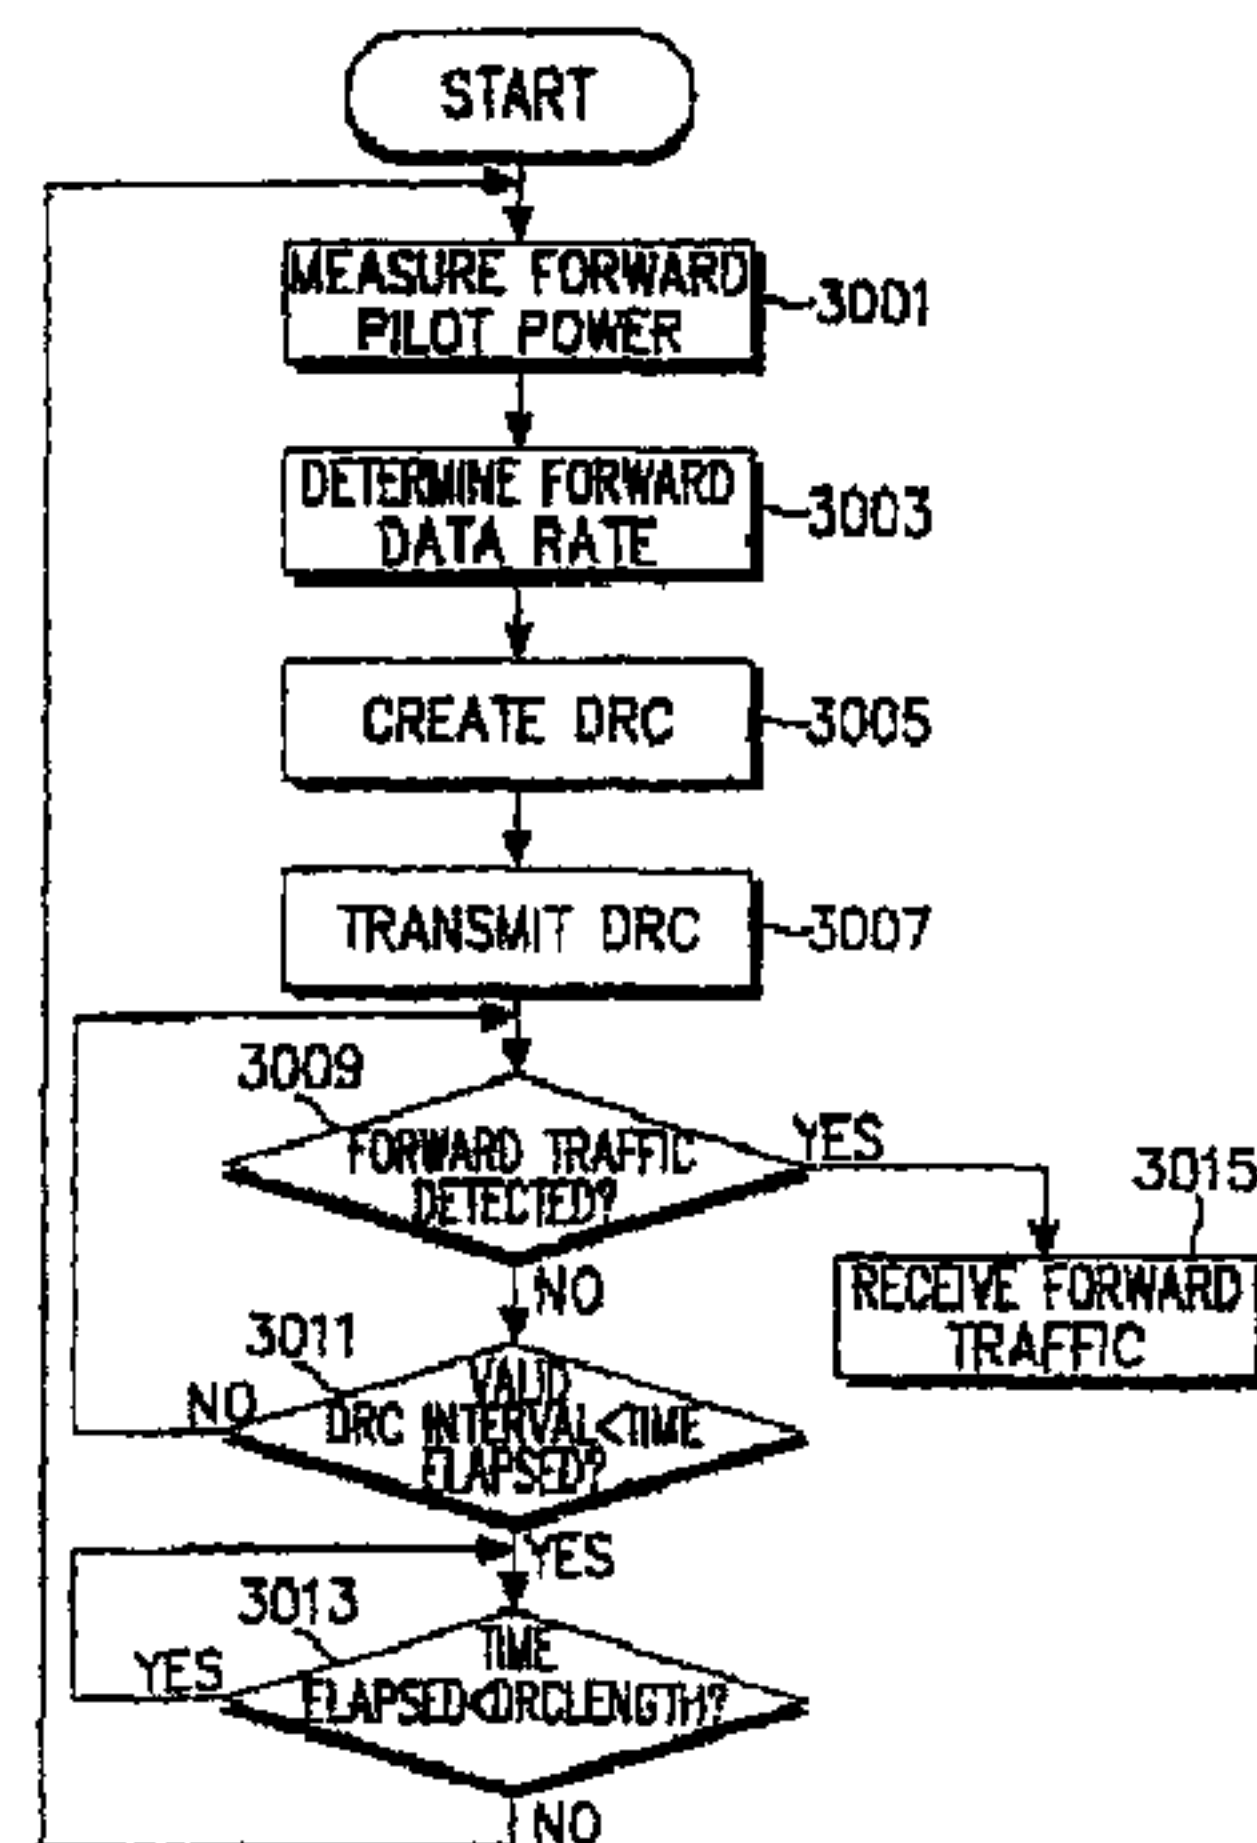 START
MEASURE FORWARD
PILOT POWER
3001
DETERMINE FORWARD
DATA RATE
3003
CREATE DRC
3005
TRANSMIT DRC
3007
3009
FORWARD TRAFFIC
DETECTED?
YES
3015
RECEIVE FORWARD
TRAFFIC
NO
3011
VALID
DRC INTERVAL<TIME
ELAPSED?
NO
YES
3013
TIME
ELAPSED<DRCLENGTH?
YES
NO